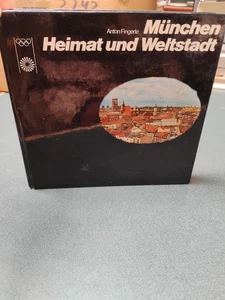 Anton Fingerle
München
Heimat und Weltstadt